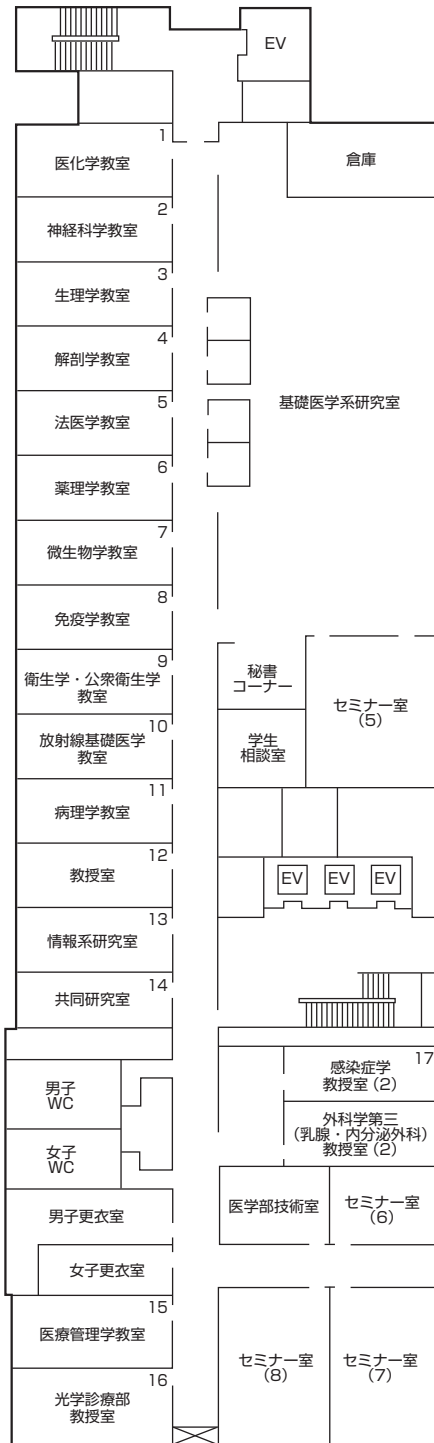 EV
1
医化学教室
倉庫
2
神経科学教室
3
生理学教室
4
解剖学教室
5
法医学教室
基礎医学系研究室
6
薬理学教室
7
微生物学教室
8
免疫学教室
9
衛生学・公衆衛生学
教室
秘書
コーナー
セミナー室
(5)
10
放射線基礎医学
教室
学生
相談室
11
病理学教室
12
教授室
EV EV EV
13
情報系研究室
14
共同研究室
17
感染症学
教授室(2)
男子
WC
外科学第三
(乳腺・内分泌外科)
教授室(2)
女子
WC
男子更衣室
医学部技術室
セミナー室
(6)
女子更衣室
15
医療管理学教室
セミナー室
(8)
セミナー室
(7)
16
光学診療部
教授室